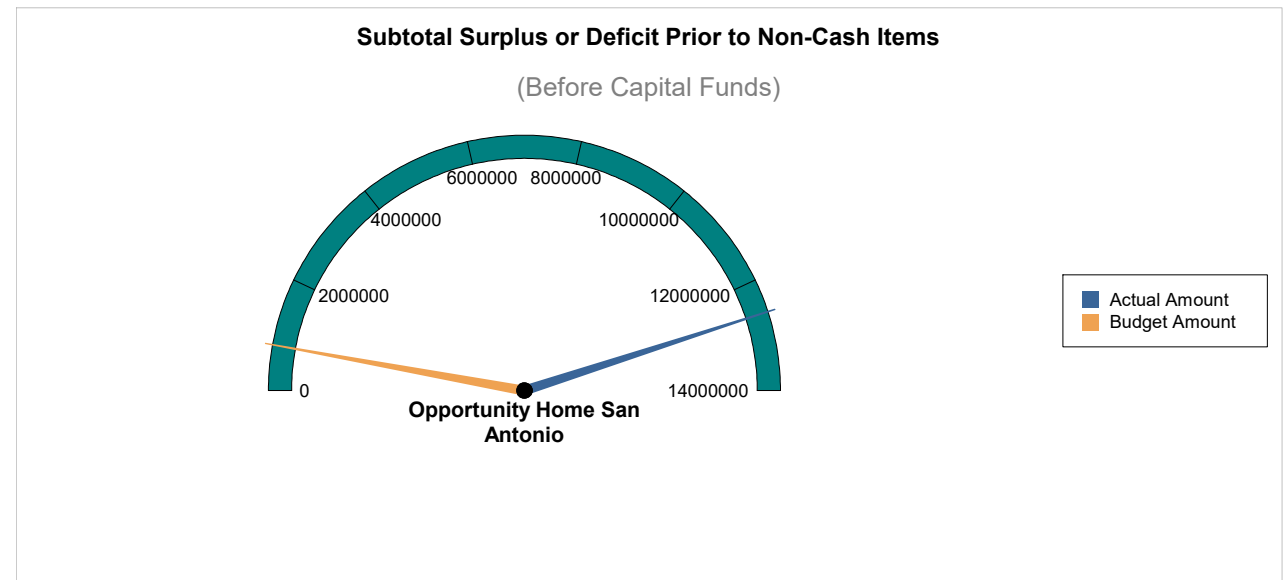 Subtotal Surplus or Deficit Prior to Non-Cash Items
(Before Capital Funds)
6000000
8000000
4000000
10000000
2000000
12000000
0
14000000
Opportunity Home San
Antonio
Actual Amount
Budget Amount